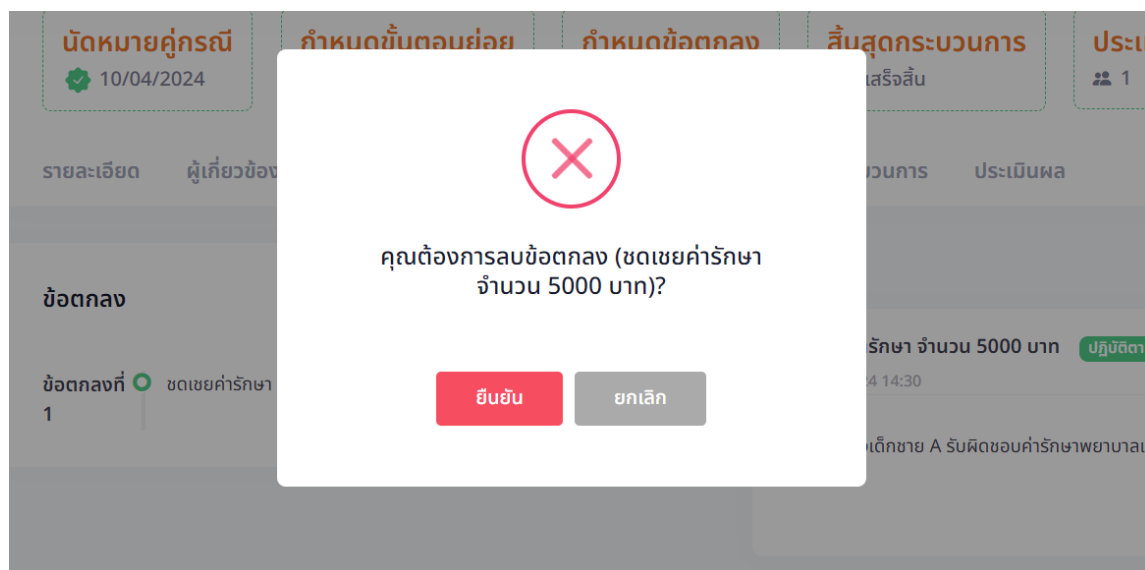 นัดหมายคู่กรณี กำหนดขั้นตอนย่อย กำหนดข้อตกลง สิ้นสุดกระบวนการ
10/04/2024 เสร็จสิ้น 1
รายละเอียด ผู้เกี่ยวข้อง ประเมินผล
คุณต้องการลบข้อตกลง (ชดเชยค่ารักษา
จำนวน 5000 บาท)?
ข้อตกลง
รักษา จำนวน 5000 บาท
ข้อตกลงที่ ชดเชยค่ารักษา 14:30
1
ยืนยัน ยกเลิก
เด็กชาย A รับผิดชอบค่ารักษาพยาบาล